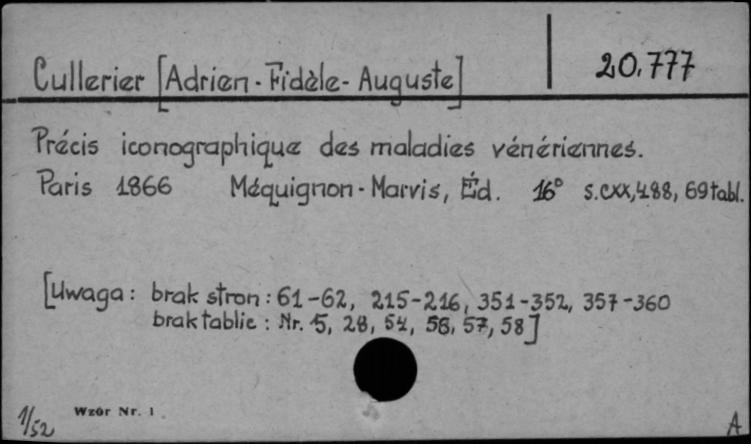 Cullerier [Adrien-Fidèle-Auguste]
20.777
Précis iconographique des maladies vénériennes.
Paris 1866 Méquignon-Marvis, Éd. 16° s.cxx,488, 69 tabl.
[Uwaga: brak stron: 61-62, 215-216, 351-352, 357-360
brak tablic: Nr. 15, 28, 54, 56, 57, 58]
1/52
Wzór Nr. 1
A